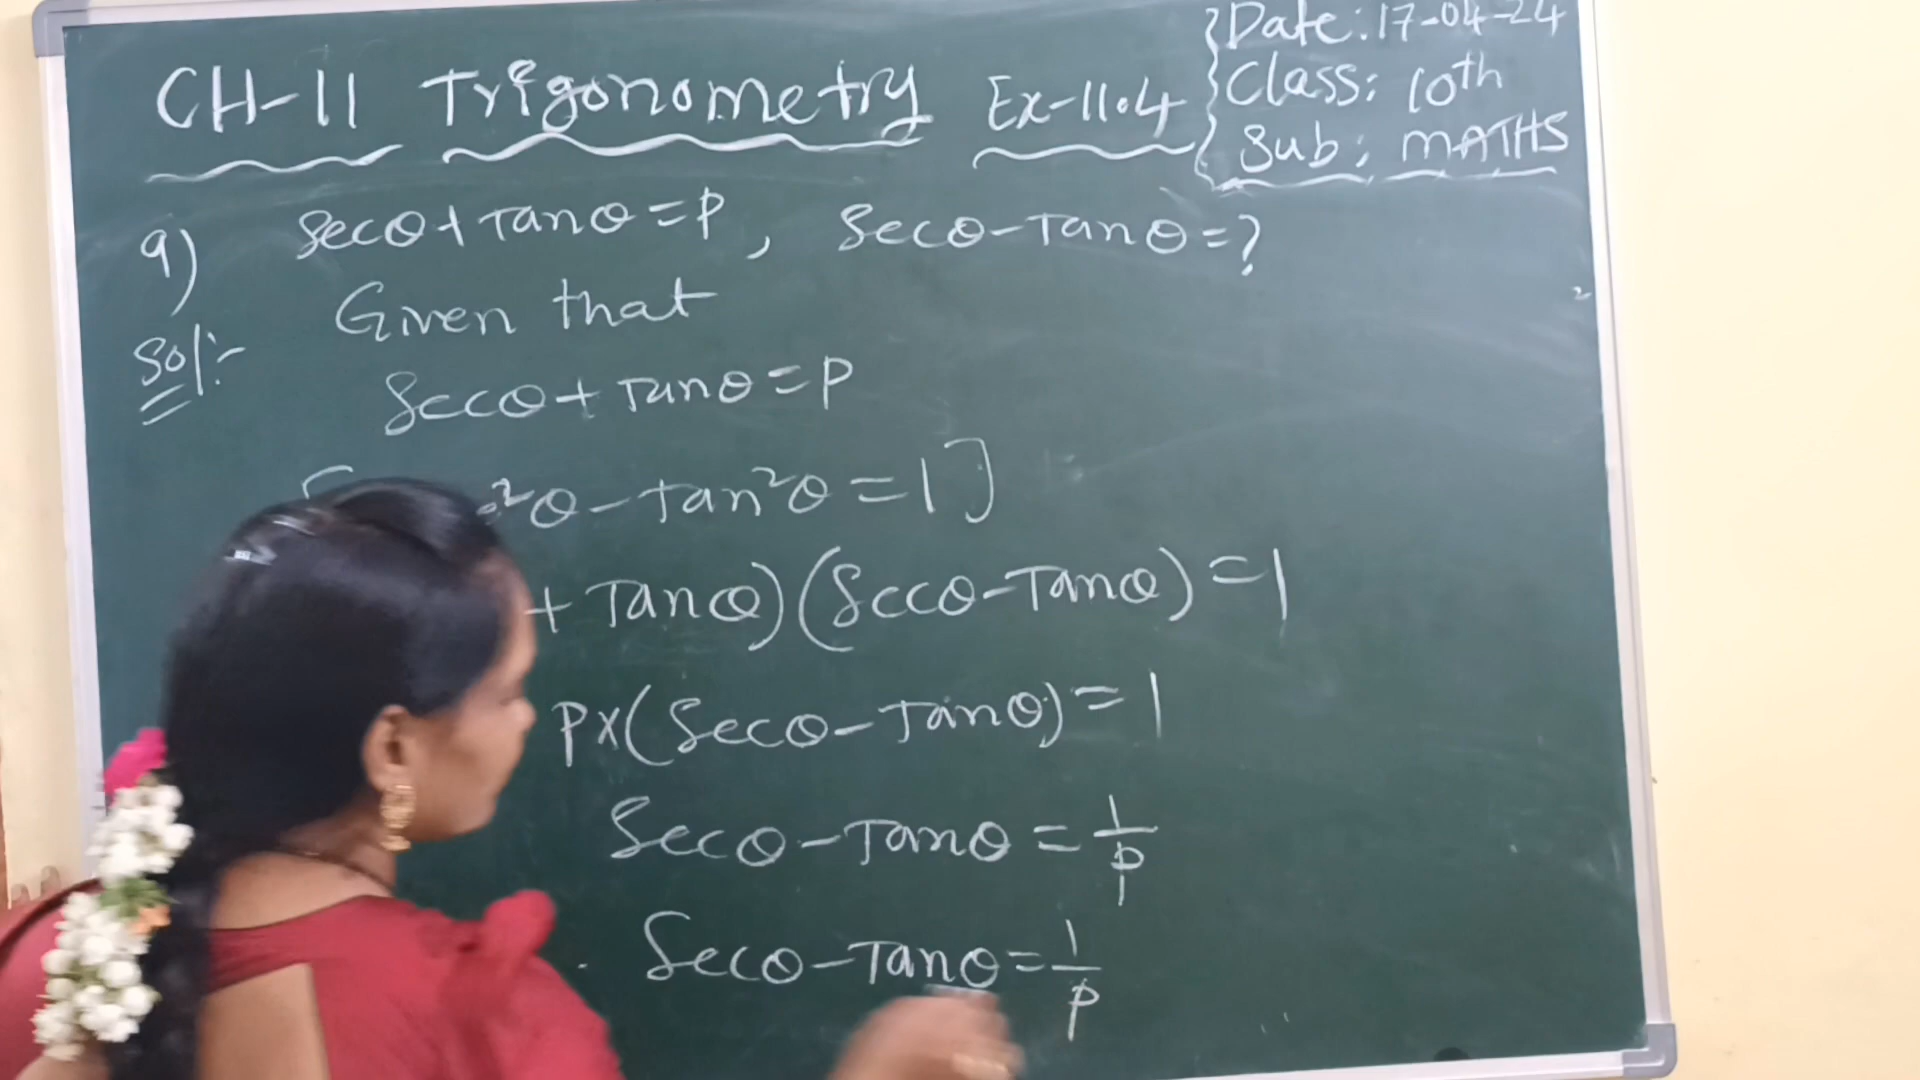 CH-11 Trigonometry Ex-11.4
Date: 17-04-24
Class: 10th
Sub: MATHS
9) Secθ+Tanθ=P, Secθ-Tanθ=?
Sol:- Given that
Secθ+Tanθ=P
[ ²θ-tan²θ=1]
+Tanθ)(Secθ-Tanθ)=1
P×(Secθ-Tanθ)=1
Secθ-Tanθ=1/P
Secθ-Tanθ=1/P